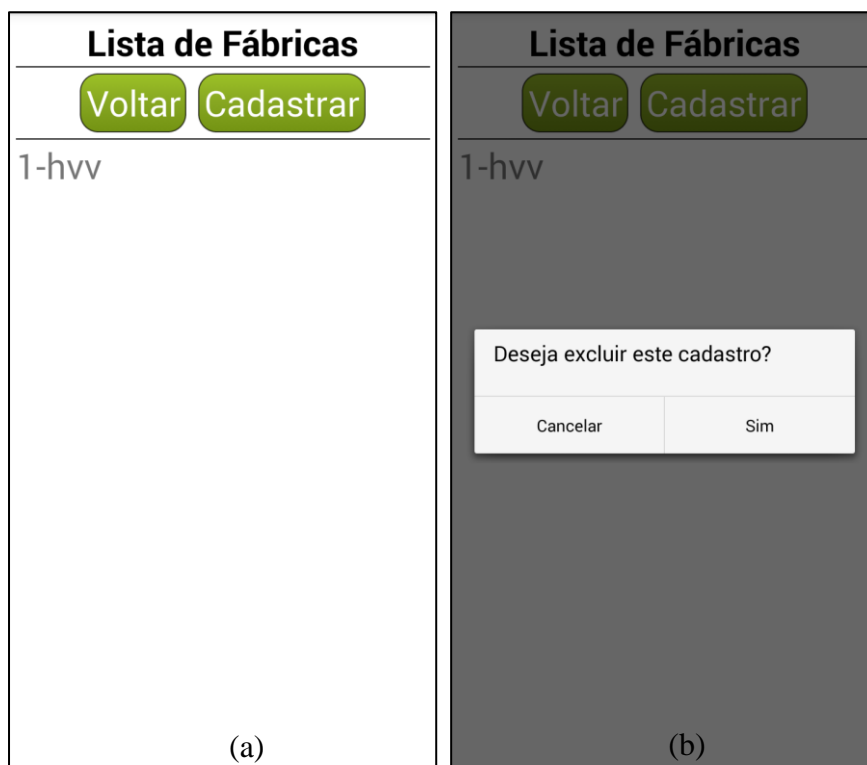 Lista de Fábricas
Voltar Cadastrar
1-hvv
(a)
Lista de Fábricas
Voltar Cadastrar
1-hvv
Deseja excluir este cadastro?
Cancelar Sim
(b)